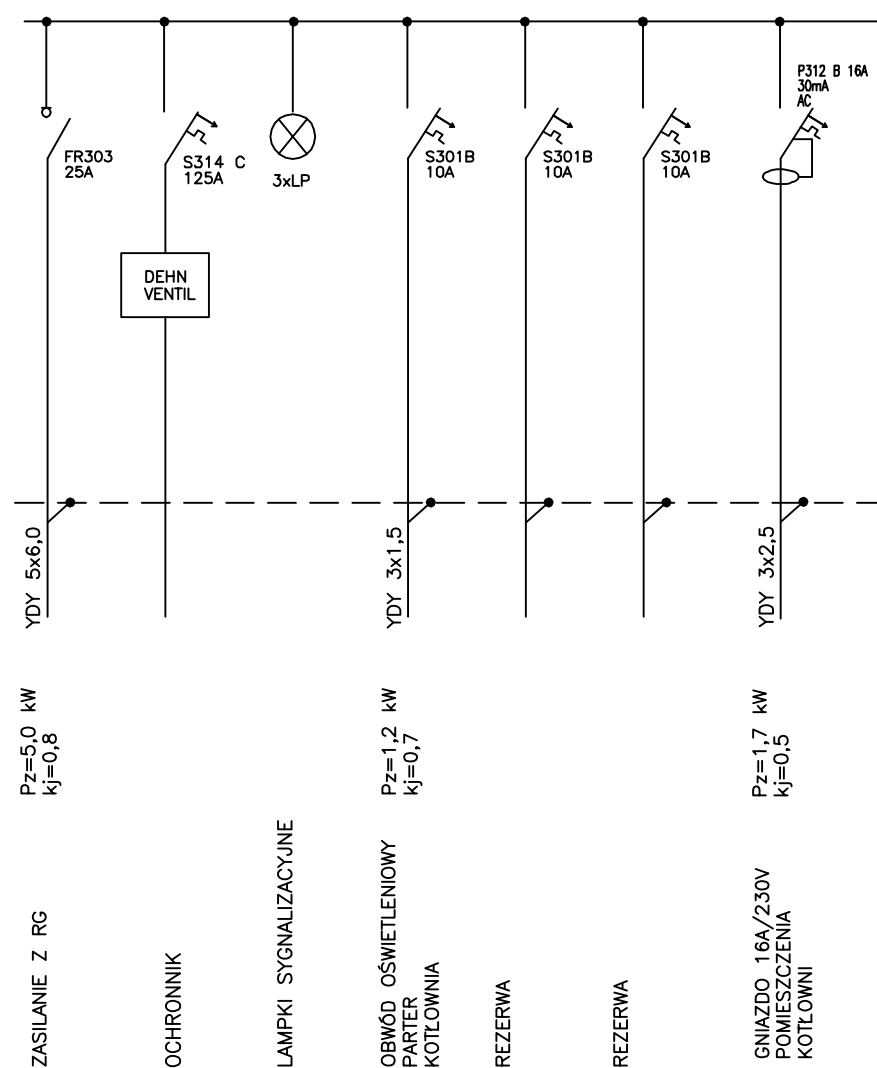 P312 B 16A
30mA
AC
FR303
25A
S314 C
125A
3xLP
S301B
10A
S301B
10A
S301B
10A
DEHN
VENTIL
YDY 5x6,0
YDY 3x1,5
YDY 3x2,5
Pz=5,0 kW
kj=0,8
Pz=1,2 kW
kj=0,7
Pz=1,7 kW
kj=0,5
ZASILANIE Z RG
OCHRONNIK
LAMPKI SYGNALIZACYJNE
OBWÓD OŚWIETLENIOWY
PARTER
KOTŁOWNIA
REZERWA
REZERWA
GNIAZDO 16A/230V
POMIESZCZENIA
KOTŁOWNI